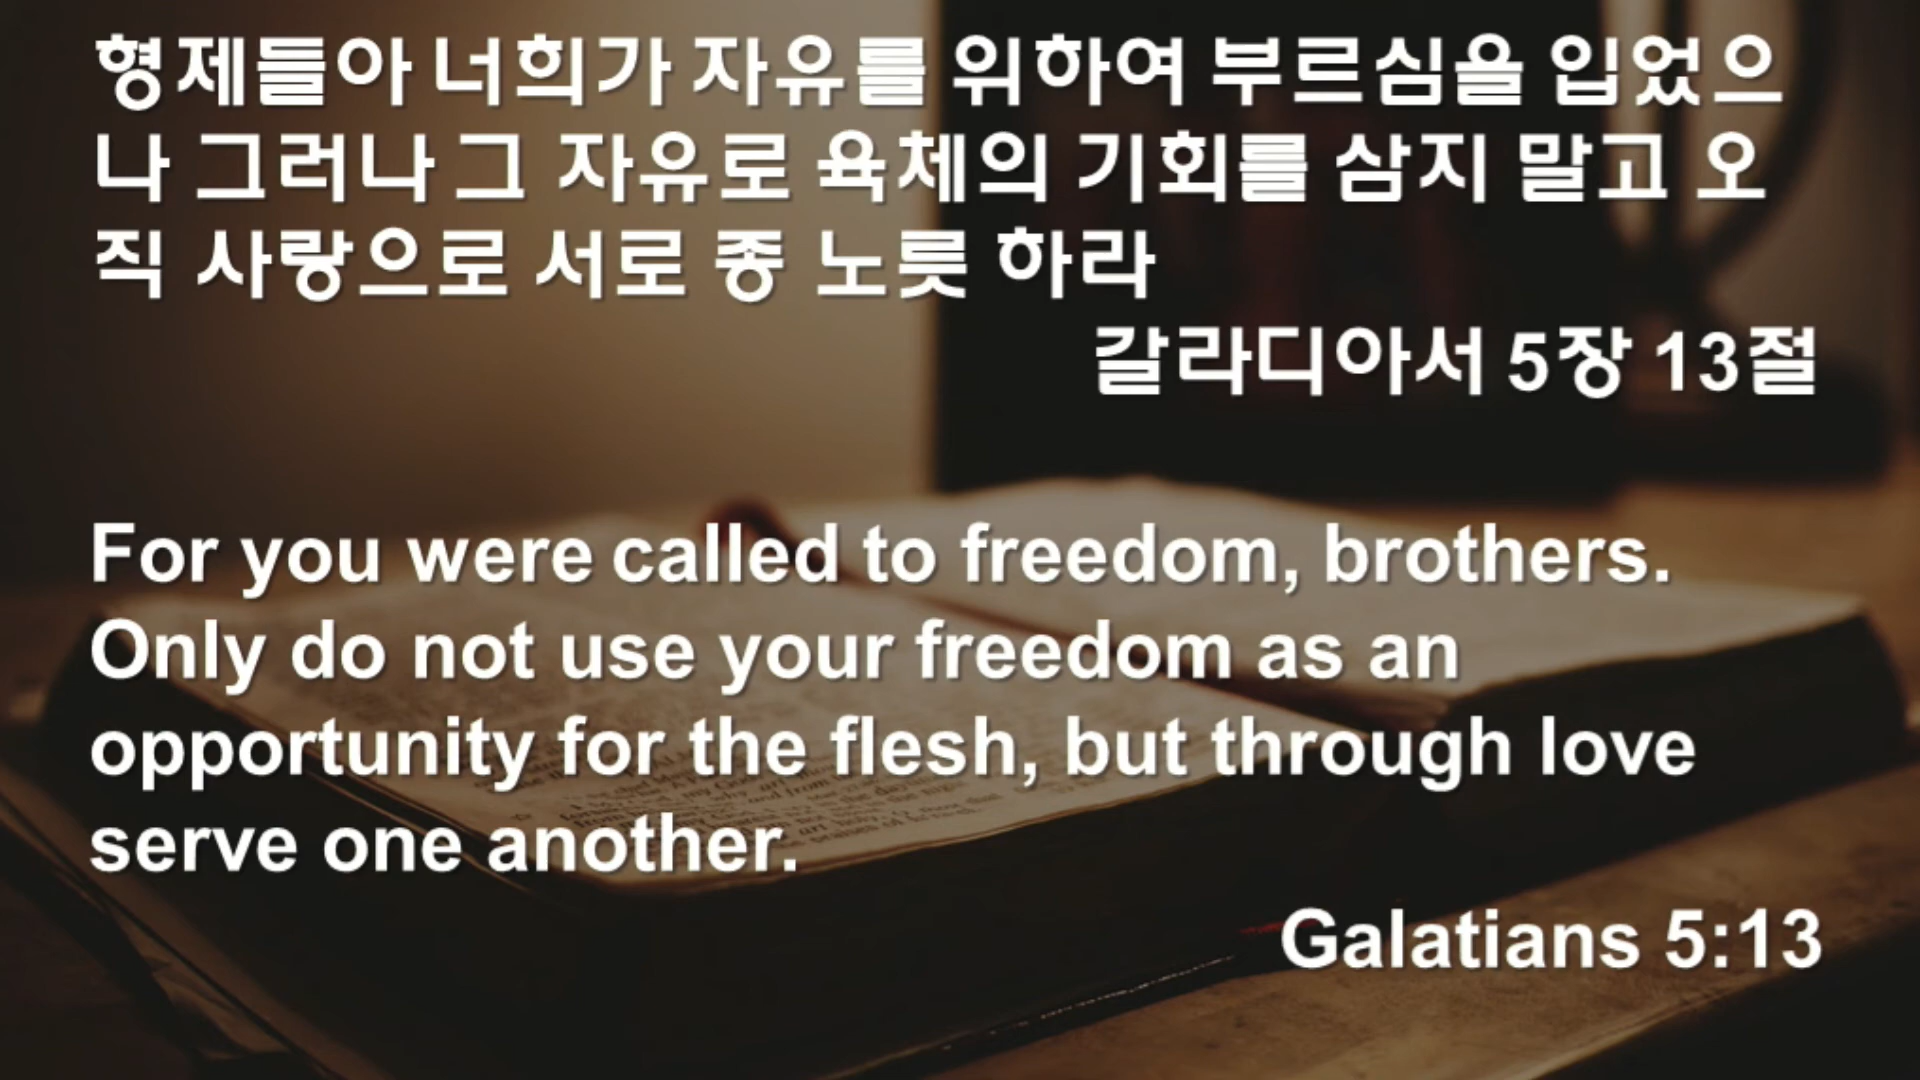 형제들아 너희가 자유를 위하여 부르심을 입었으
나 그러나 그 자유로 육체의 기회를 삼지 말고 오
직 사랑으로 서로 종 노릇 하라
갈라디아서 5장 13절
For you were called to freedom, brothers.
Only do not use your freedom as an
opportunity for the flesh, but through love
serve one another.
Galatians 5:13